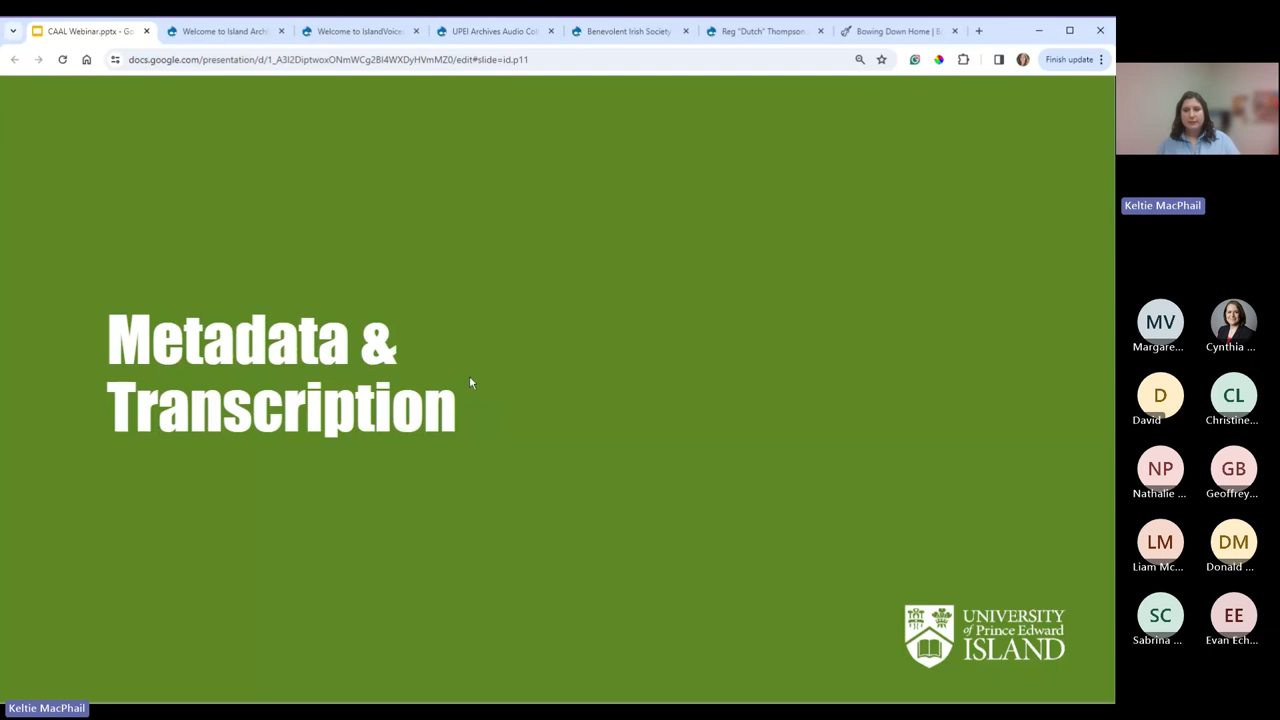 CAAL Webinar.pptx - Go
Welcome to Island Archi
Welcome to IslandVoice
UPEI Archives Audio Col
Benevolent Irish Society
Reg "Dutch" Thompson
Bowing Down Home | B
docs.google.com/presentation/d/1_A3I2DiptwoxONmWCg2BI4WXDyHVmMZ0/edit#slide=id.p11
Finish update
Metadata &
Transcription
UNIVERSITY
of Prince Edward
ISLAND
Keltie MacPhail
MV
Margare...
Cynthia ...
D
David
CL
Christine...
NP
Nathalie ...
GB
Geoffrey...
LM
Liam Mc...
DM
Donald ...
SC
Sabrina ...
EE
Evan Ech...
Keltie MacPhail